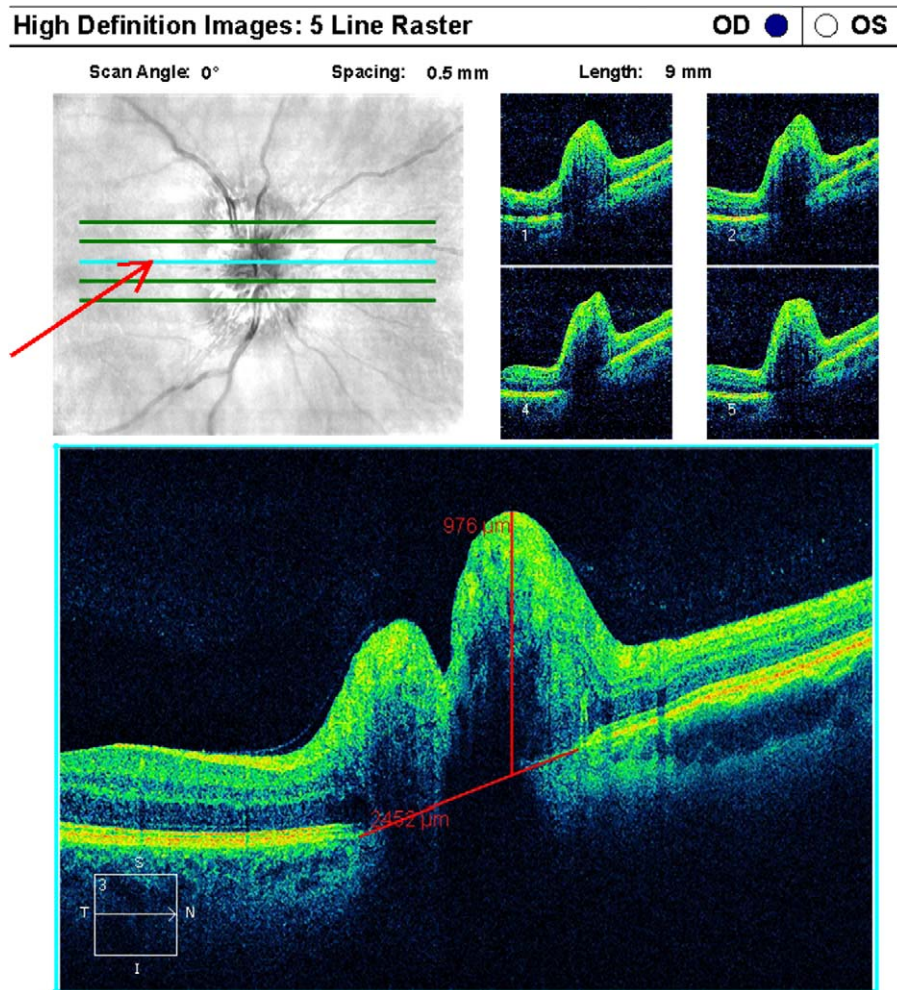 High Definition Images: 5 Line Raster OD OS
Scan Angle: 0° Spacing: 0.5 mm Length: 9 mm
1 2
4 5
976 µm
2452 µm
S
3
T N
I